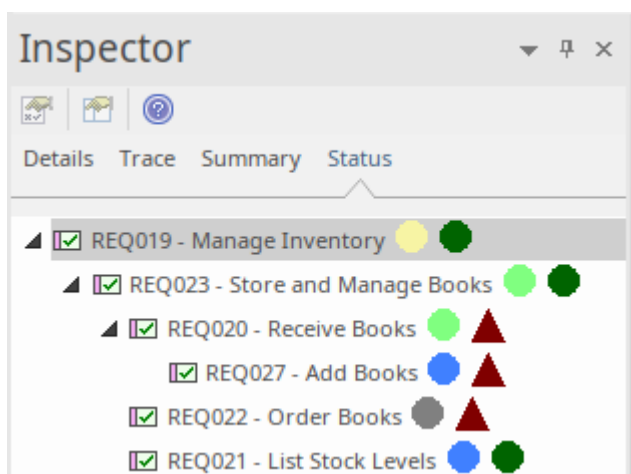 Inspector
Details Trace Summary Status
REQ019 - Manage Inventory
REQ023 - Store and Manage Books
REQ020 - Receive Books
REQ027 - Add Books
REQ022 - Order Books
REQ021 - List Stock Levels